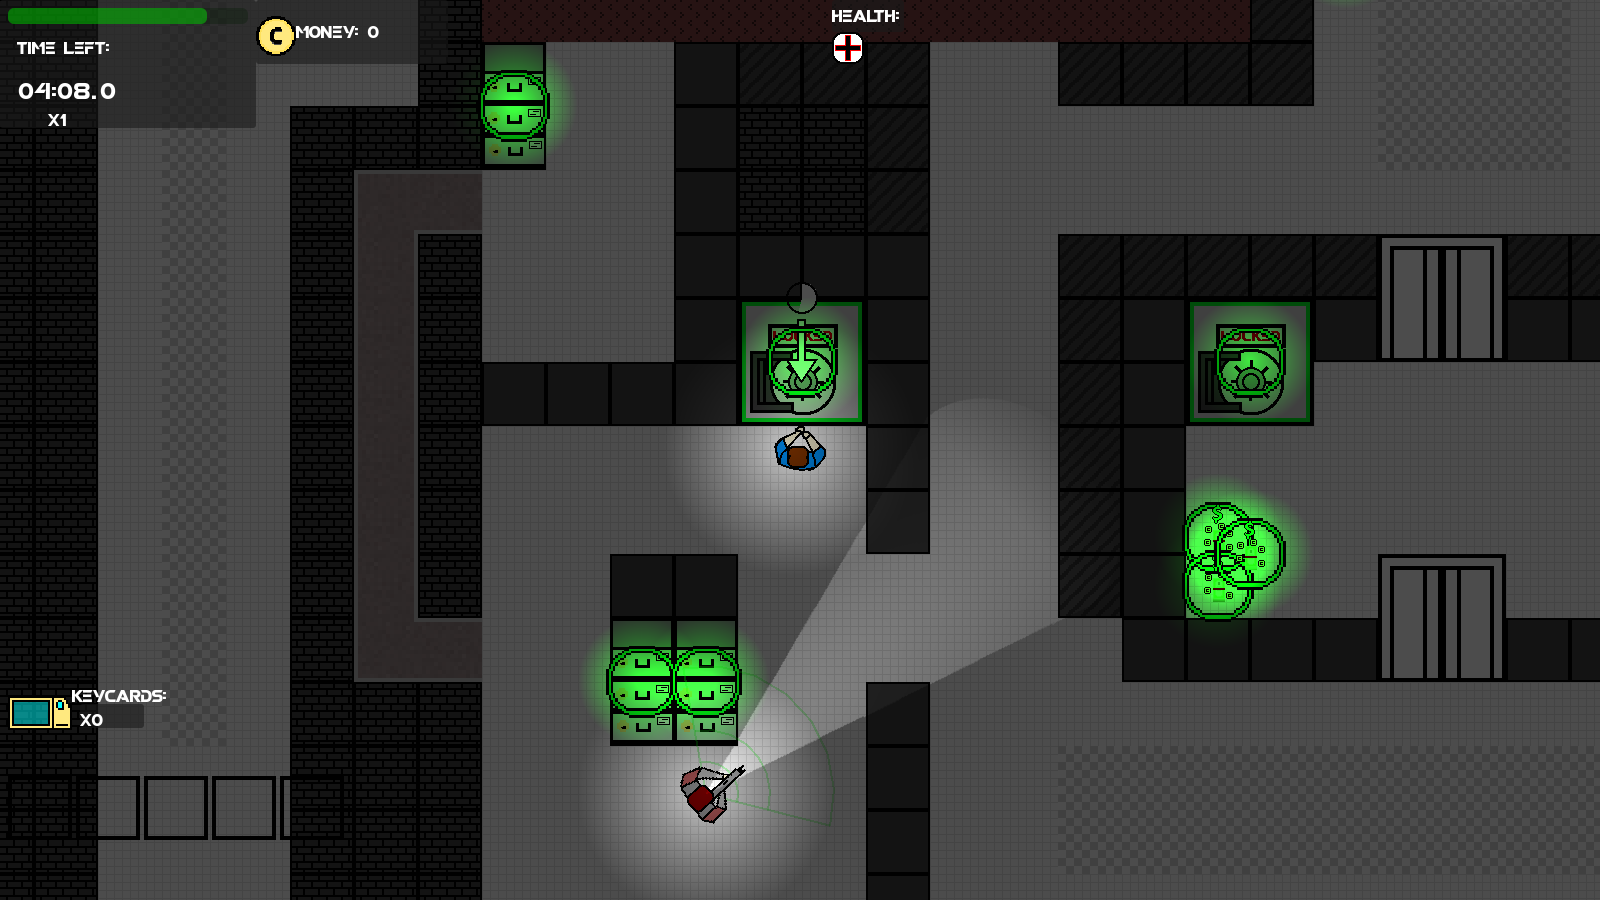 TIME LEFT:
04:08.0
X1
C
MONEY: 0
HEALTH:
KEYCARDS:
X0